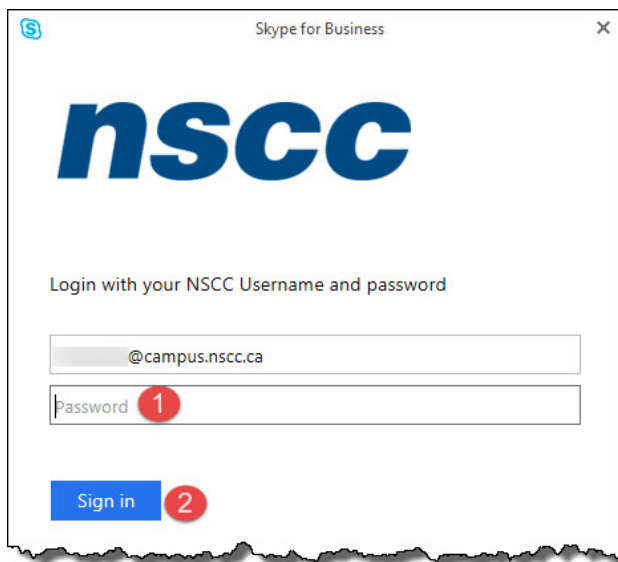 Skype for Business
nscc
Login with your NSCC Username and password
@campus.nscc.ca
Password 1
Sign in 2